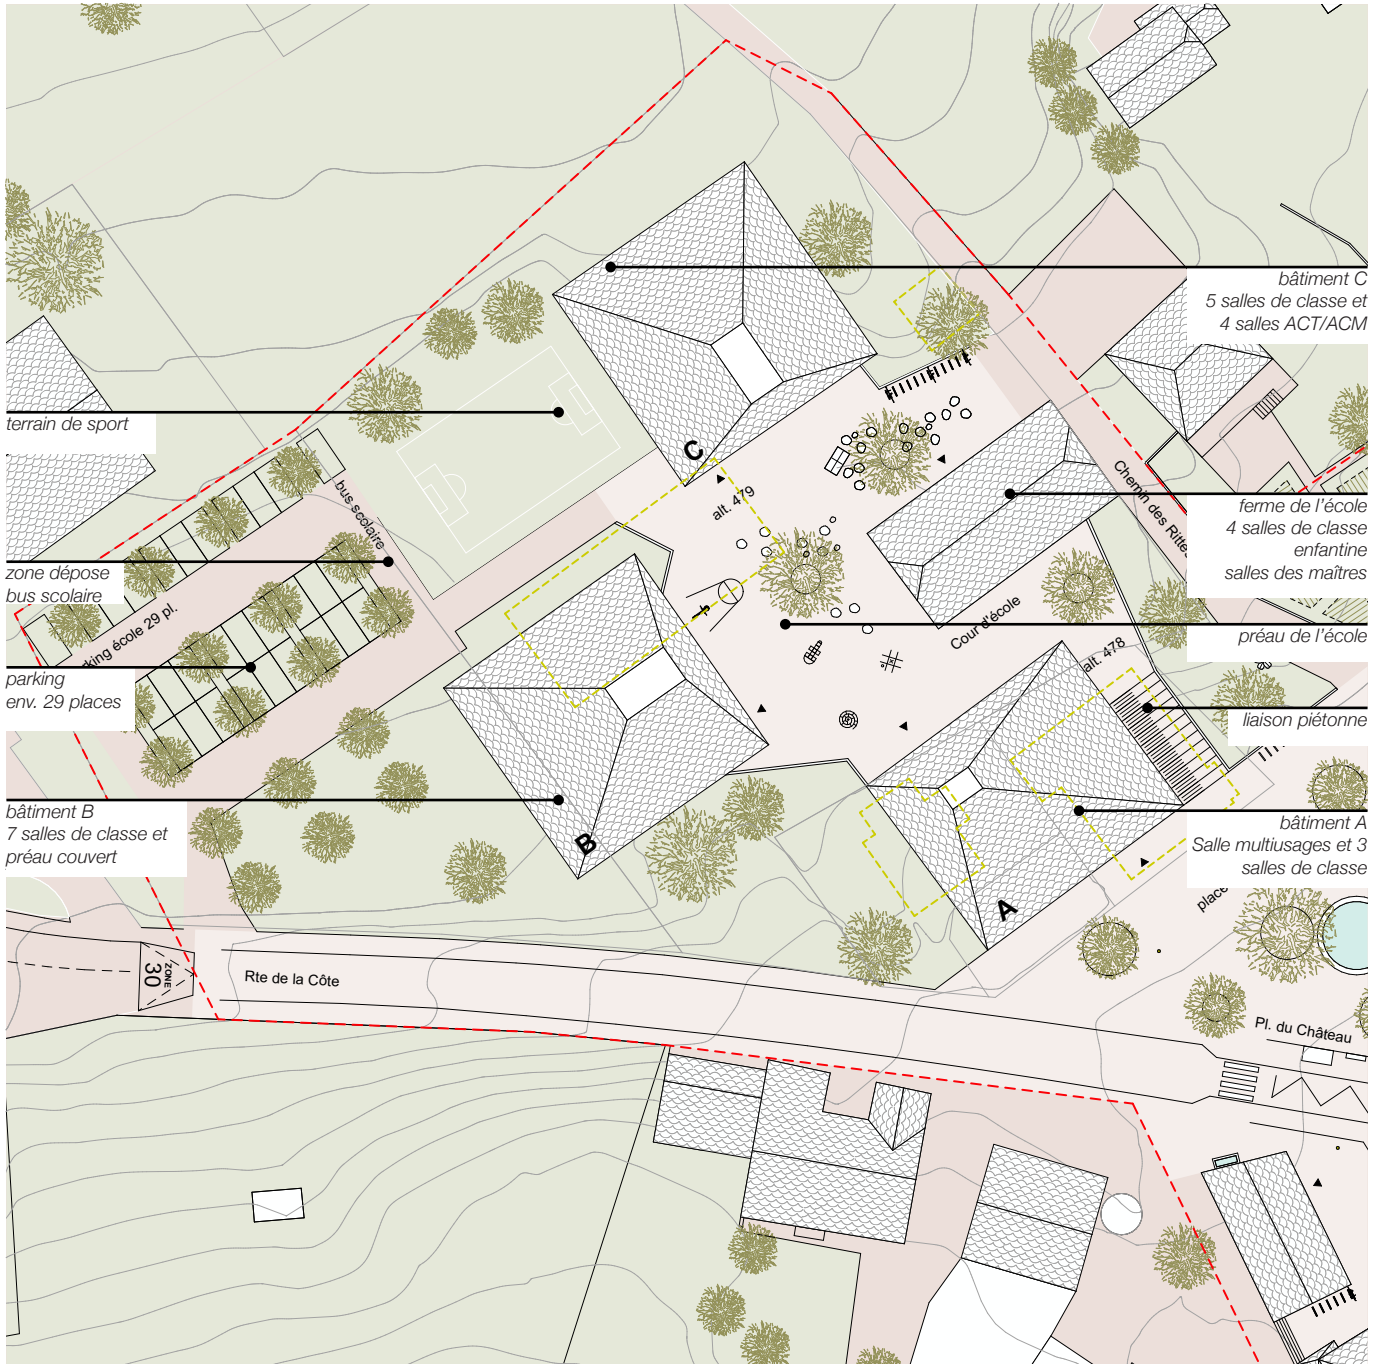 bâtiment C
5 salles de classe et
4 salles ACT/ACM
terrain de sport
C
alt. 479
bus scolaire
Chemin des
ferme de l'école
4 salles de classe
enfantine
salles des maîtres
zone dépose
bus scolaire
king école 29 pl.
Cour d'école
préau de l'école
alt. 478
parking
env. 29 places
liaison piétonne
bâtiment B
7 salles de classe et
préau couvert
B
bâtiment A
Salle multiusages et 3
salles de classe
A
place
ZONE
30
Rte de la Côte
Pl. du Château